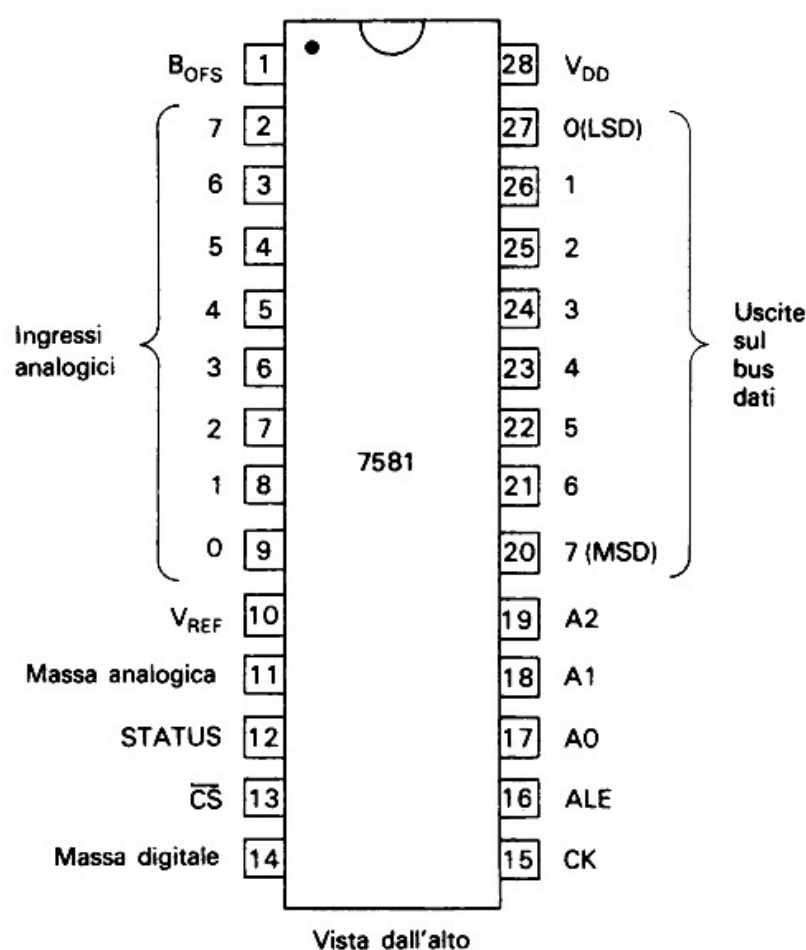 B_OFS 1 28 V_DD
7 2 27 0(LSD)
6 3 26 1
5 4 25 2
4 5 24 3
Ingressi
analogici
3 6 23 4
Uscite
sul
bus
dati
2 7 22 5
7581
1 8 21 6
0 9 20 7 (MSD)
V_REF 10 19 A2
Massa analogica 11 18 A1
STATUS 12 17 A0
C̅S̅ 13 16 ALE
Massa digitale 14 15 CK
Vista dall'alto